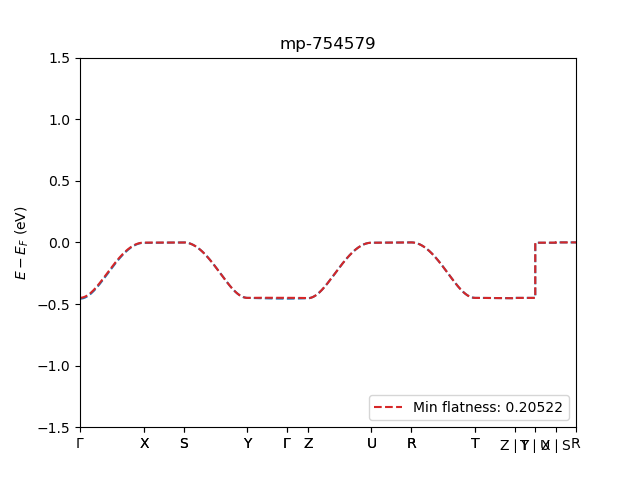 mp-754579
1.5
1.0
0.5
0.0
−0.5
−1.0
−1.5
E − E_F (eV)
Min flatness: 0.20522
Γ X S Y Γ Z U R T Z | T Y | U X | S R